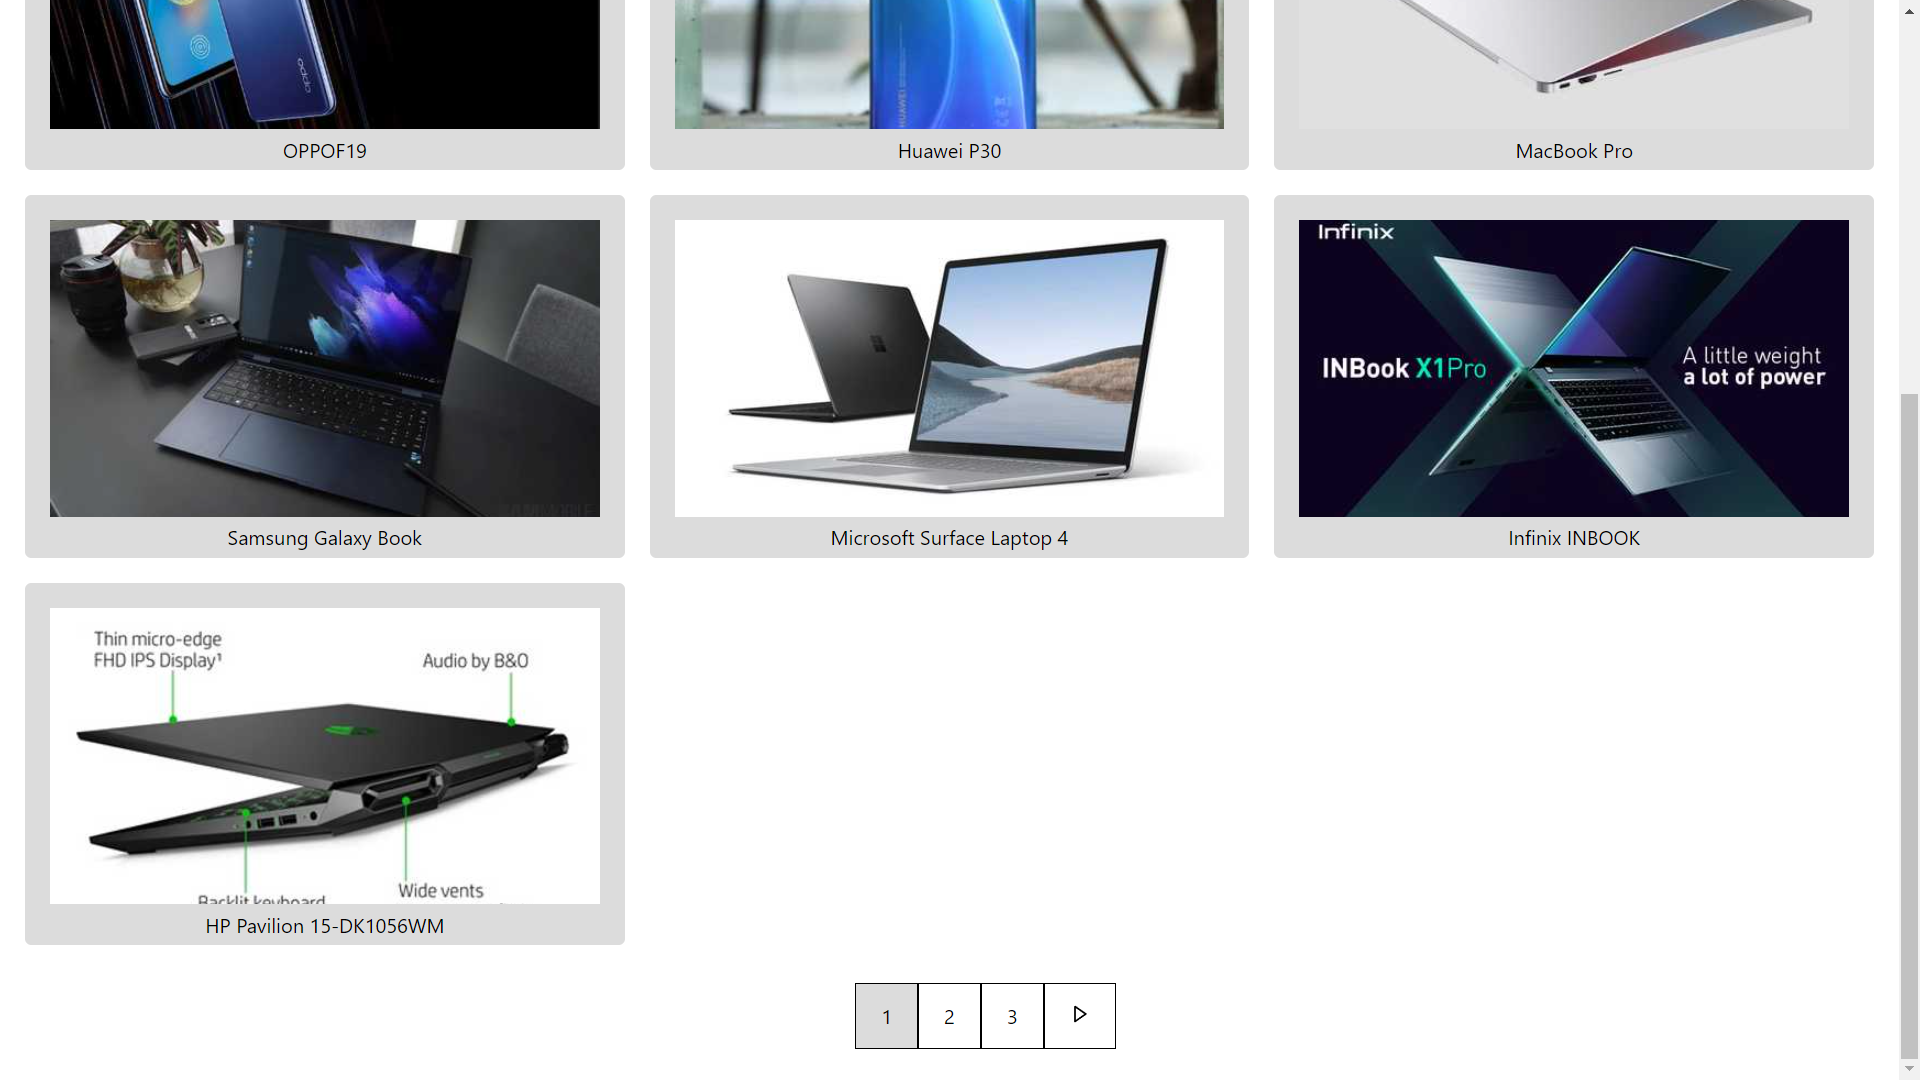 oppo
HUAWEI
OPPOF19
Huawei P30
MacBook Pro
Infinix
INBook X1Pro
A little weight
a lot of power
Samsung Galaxy Book
Microsoft Surface Laptop 4
Infinix INBOOK
Thin micro-edge
FHD IPS Display¹
Audio by B&O
Wide vents
Backlit keyboard
HP Pavilion 15-DK1056WM
1
2
3